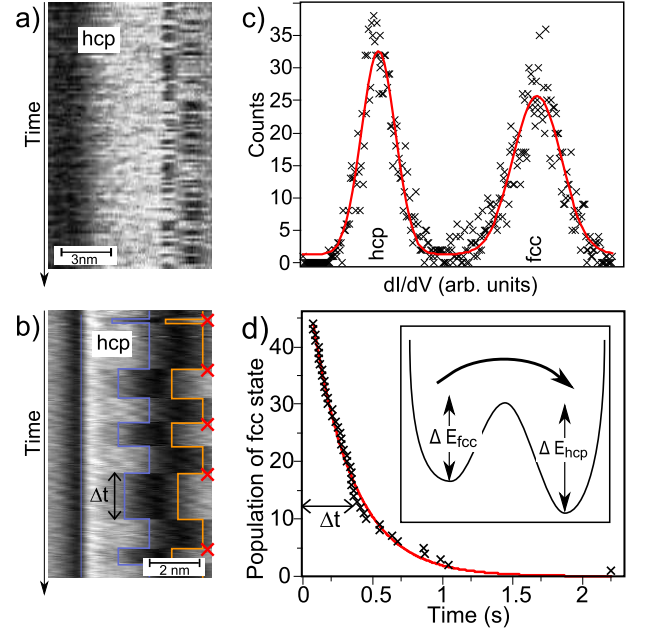 a)
hcp
Time
3nm
b)
hcp
Time
Δt
2 nm
c)
Counts
40
35
30
25
20
15
10
5
0
hcp
fcc
dI/dV (arb. units)
d)
Population of fcc state
40
30
20
10
0
Δt
Δ E fcc
Δ E hcp
0
0.5
1
1.5
2
Time (s)